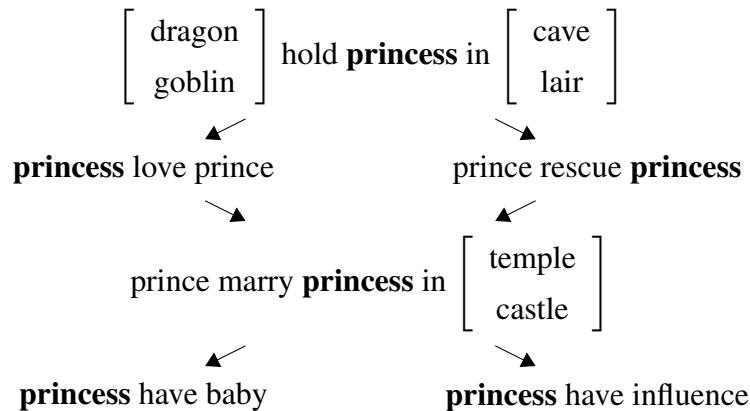 dragon
goblin
hold princess in
cave
lair
princess love prince
prince rescue princess
prince marry princess in
temple
castle
princess have baby
princess have influence